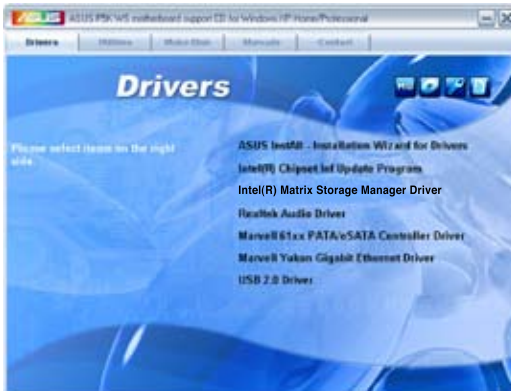 ASUS P5K WS motherboard support CD for Windows XP Home/Professional
Drivers Utilities Make Disk Manuals Contact
Drivers
Please select items on the right
side.
ASUS InstAll - Installation Wizard for Drivers
Intel(R) Chipset Inf Update Program
Intel(R) Matrix Storage Manager Driver
Realtek Audio Driver
Marvell 61xx PATA/eSATA Controller Driver
Marvell Yukon Gigabit Ethernet Driver
USB 2.0 Driver